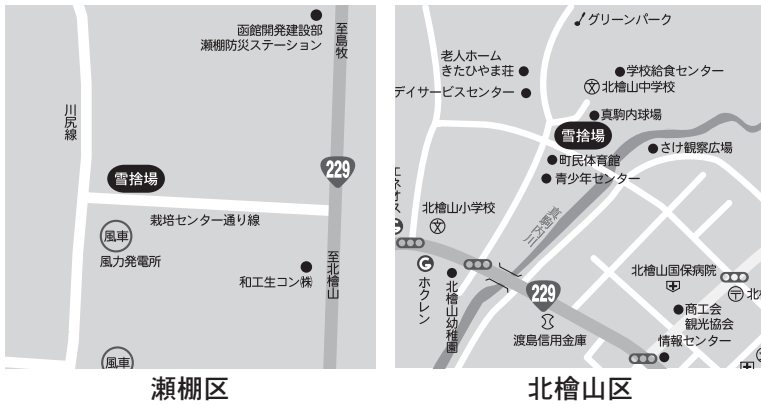 函館開発建設部
瀬棚防災ステーション
至島牧
川尻線
229
雪捨場
栽培センター通り線
風車
風力発電所
至北檜山
和工生コン㈱
風車
瀬棚区
グリーンパーク
老人ホーム
きたひやま荘
デイサービスセンター
学校給食センター
文
北檜山中学校
真駒内球場
雪捨場
さけ観察広場
町民体育館
青少年センター
エネオス
北檜山小学校
文
真駒内川
G
ホクレン
北檜山幼稚園
229
渡島信用金庫
北檜山国保病院
〒
北
商工会
観光協会
情報センター
北檜山区